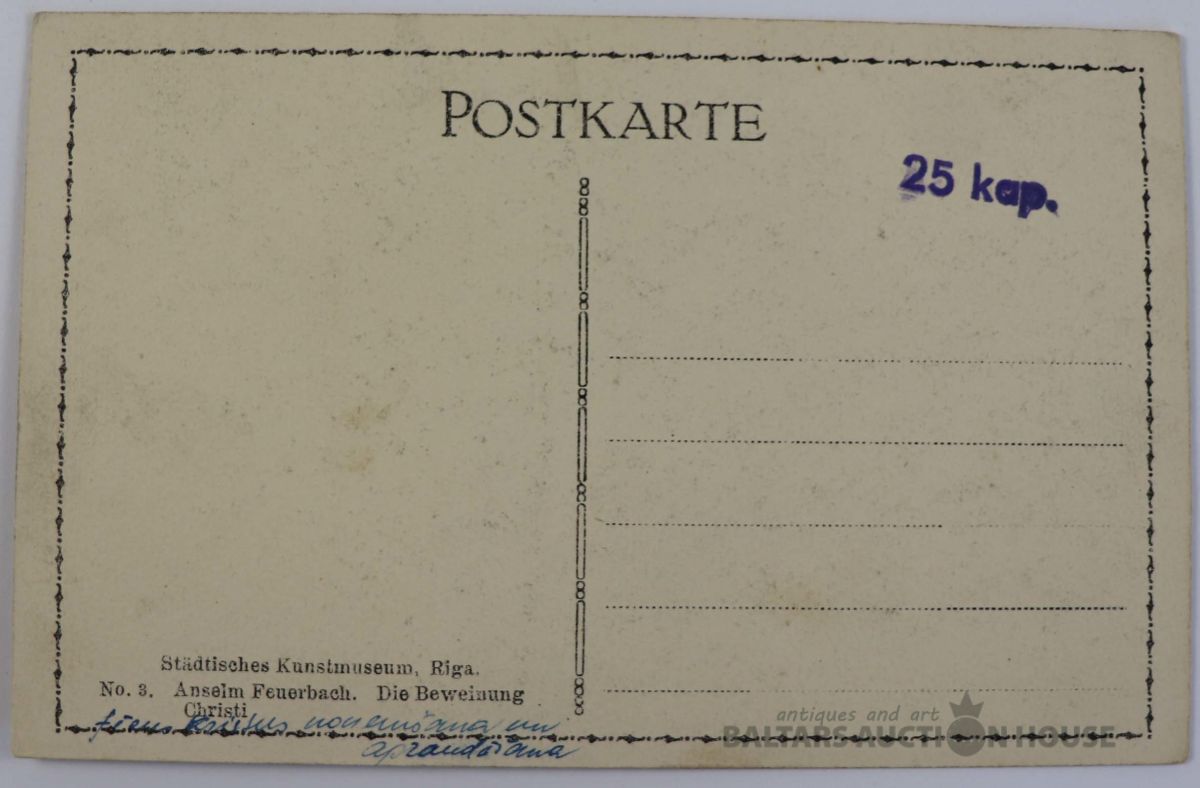 POSTKARTE
25 kap.
Städtisches Kunstmuseum, Riga.
No. 3. Anselm Feuerbach. Die Beweinung
Christi
Kristus noņemšana un
apraudāšana
antiques and art
BALTARS AUCTION HOUSE